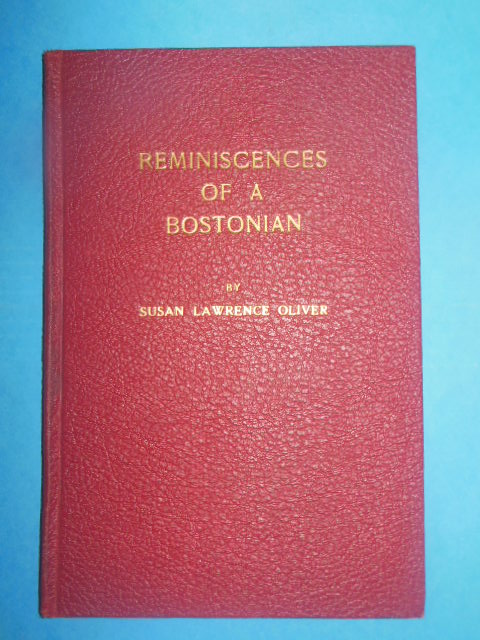 REMINISCENCES
OF A
BOSTONIAN
BY
SUSAN LAWRENCE OLIVER